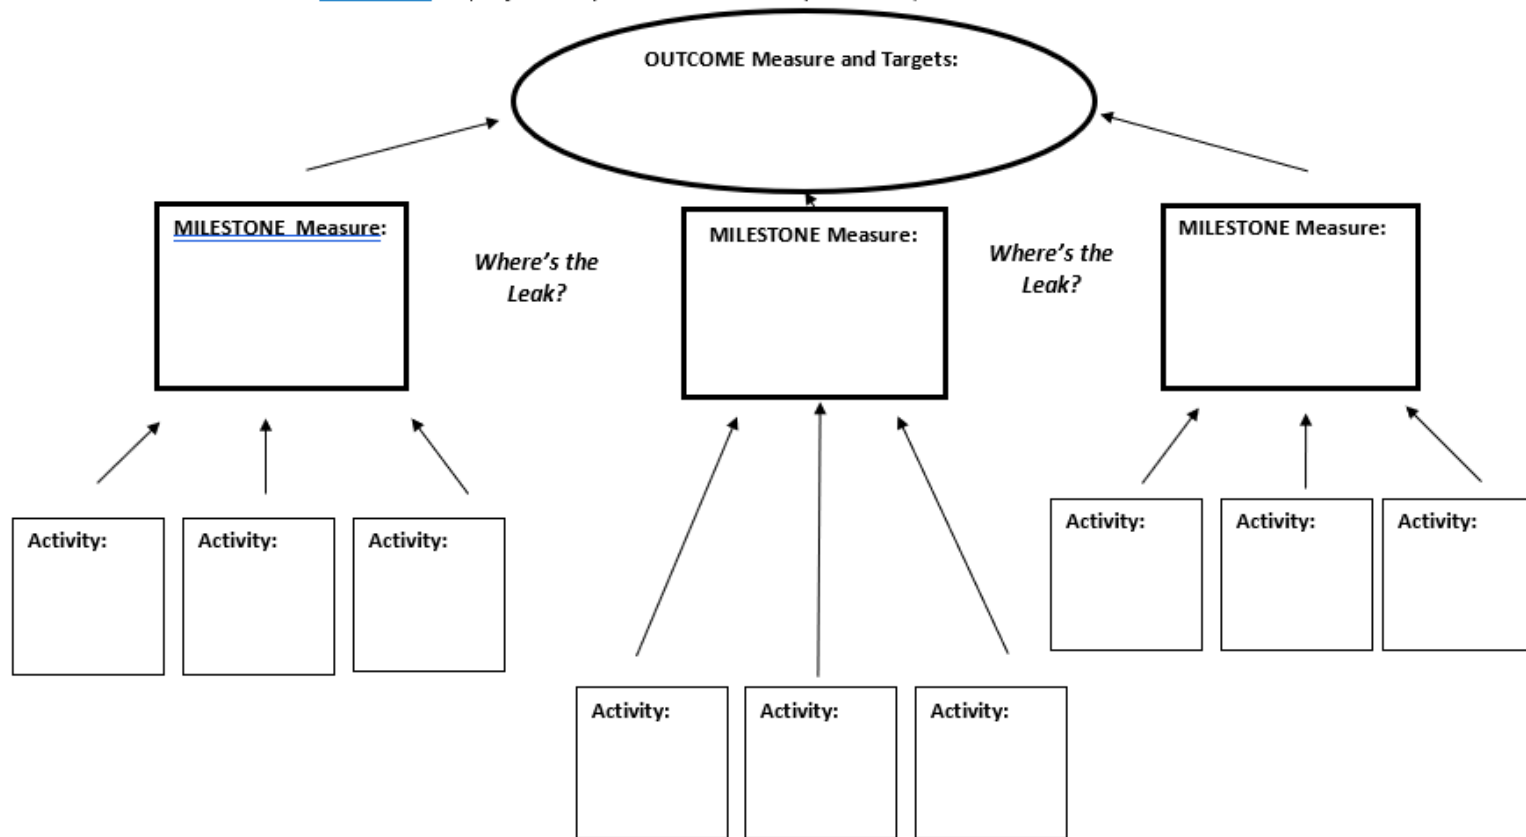 OUTCOME Measure and Targets:
MILESTONE Measure:
MILESTONE Measure:
MILESTONE Measure:
Where's the
Leak?
Where's the
Leak?
Activity:
Activity:
Activity:
Activity:
Activity:
Activity:
Activity:
Activity:
Activity: